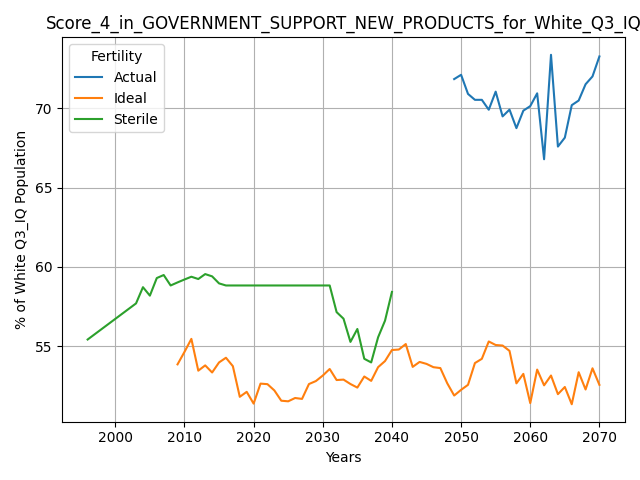 Score_4_in_GOVERNMENT_SUPPORT_NEW_PRODUCTS_for_White_Q3_IQ
Fertility
Actual
Ideal
Sterile
% of White Q3_IQ Population
70
65
60
55
2000
2010
2020
2030
2040
2050
2060
2070
Years